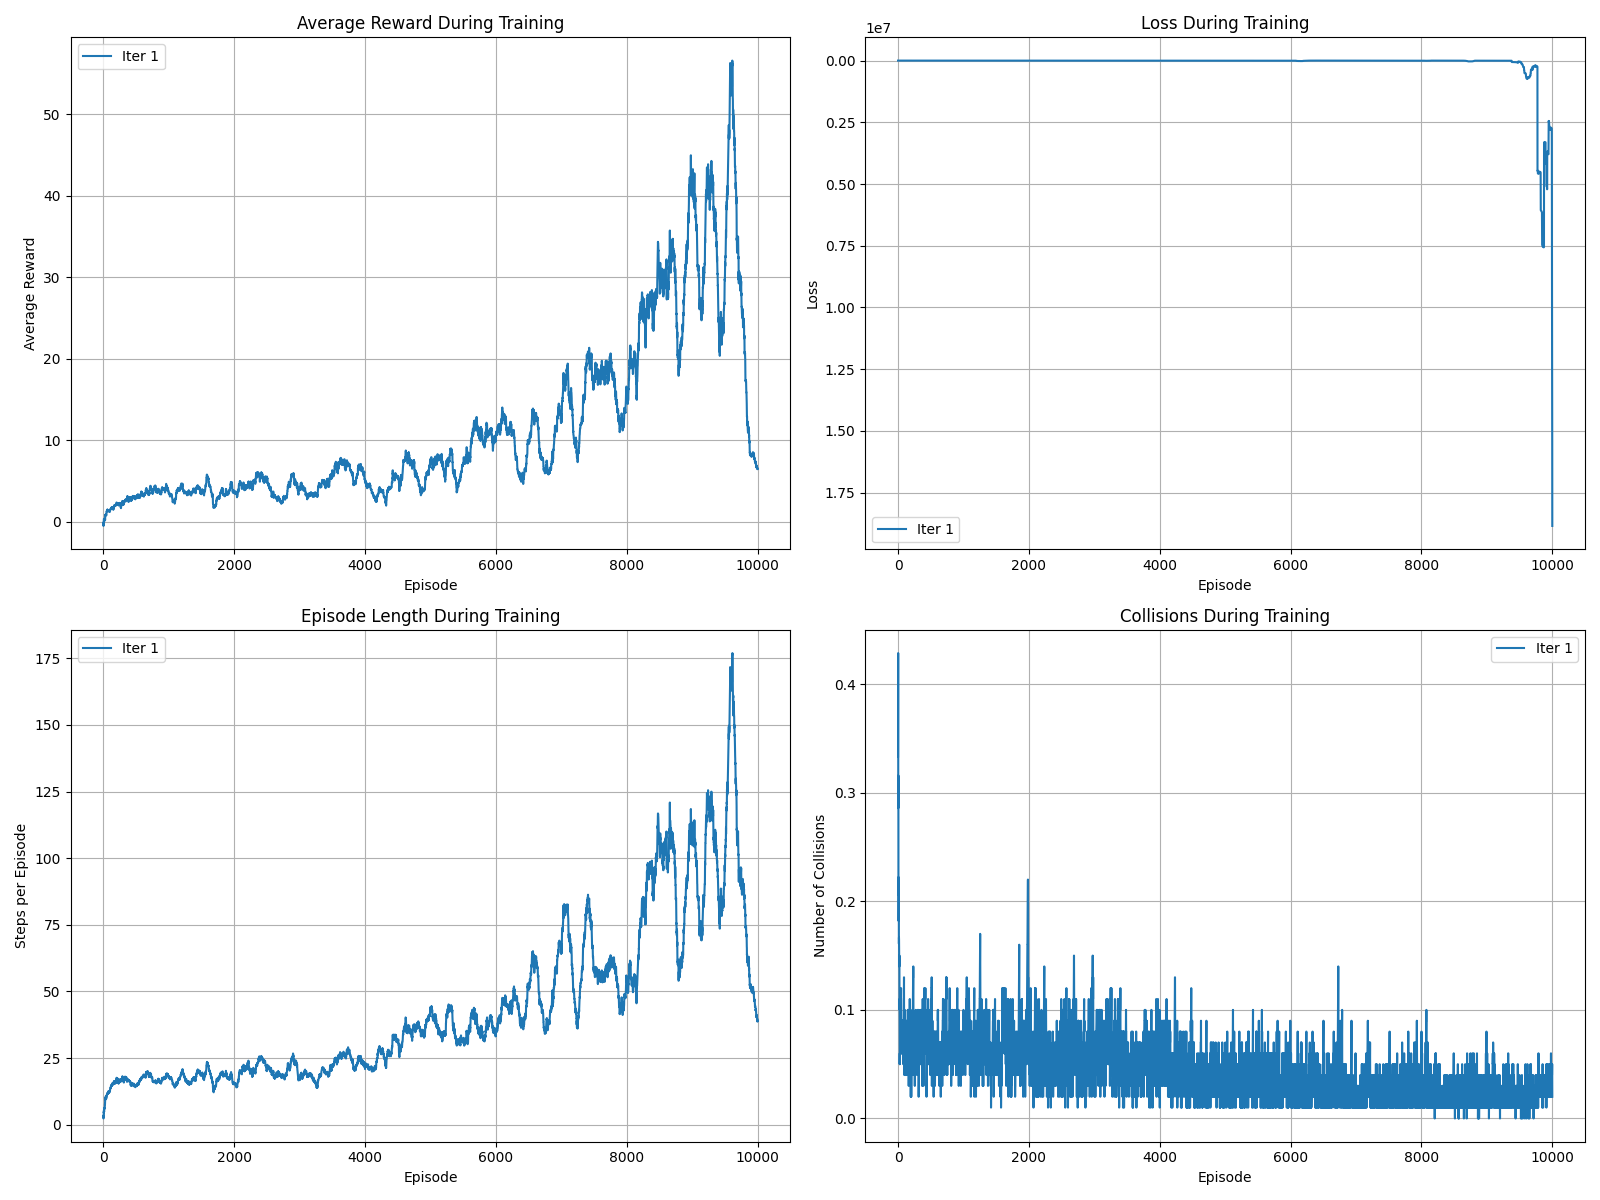 Average Reward During Training
Iter 1
50
40
30
20
10
0
Average Reward
0 2000 4000 6000 8000 10000
Episode
Loss During Training
1e7
0.00
0.25
0.50
0.75
1.00
1.25
1.50
1.75
Loss
Iter 1
0 2000 4000 6000 8000 10000
Episode
Episode Length During Training
Iter 1
175
150
125
100
75
50
25
0
Steps per Episode
0 2000 4000 6000 8000 10000
Episode
Collisions During Training
Iter 1
0.4
0.3
0.2
0.1
0.0
Number of Collisions
0 2000 4000 6000 8000 10000
Episode